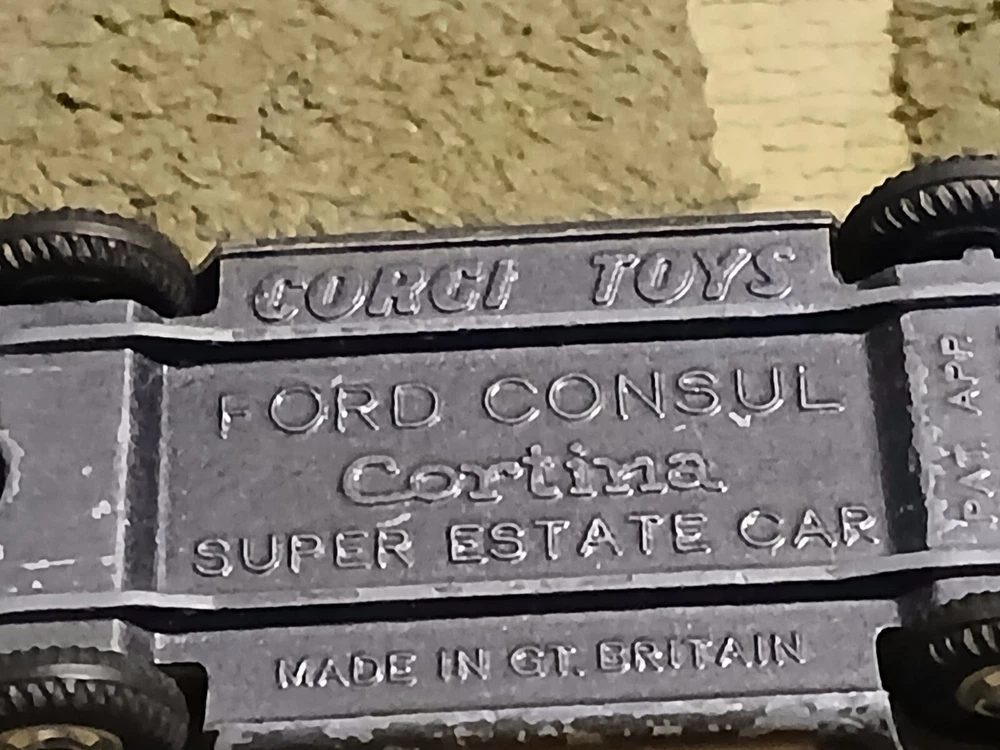 CORGI TOYS
FORD CONSUL
Cortina
SUPER ESTATE CAR
MADE IN GT. BRITAIN
PAT. APP.